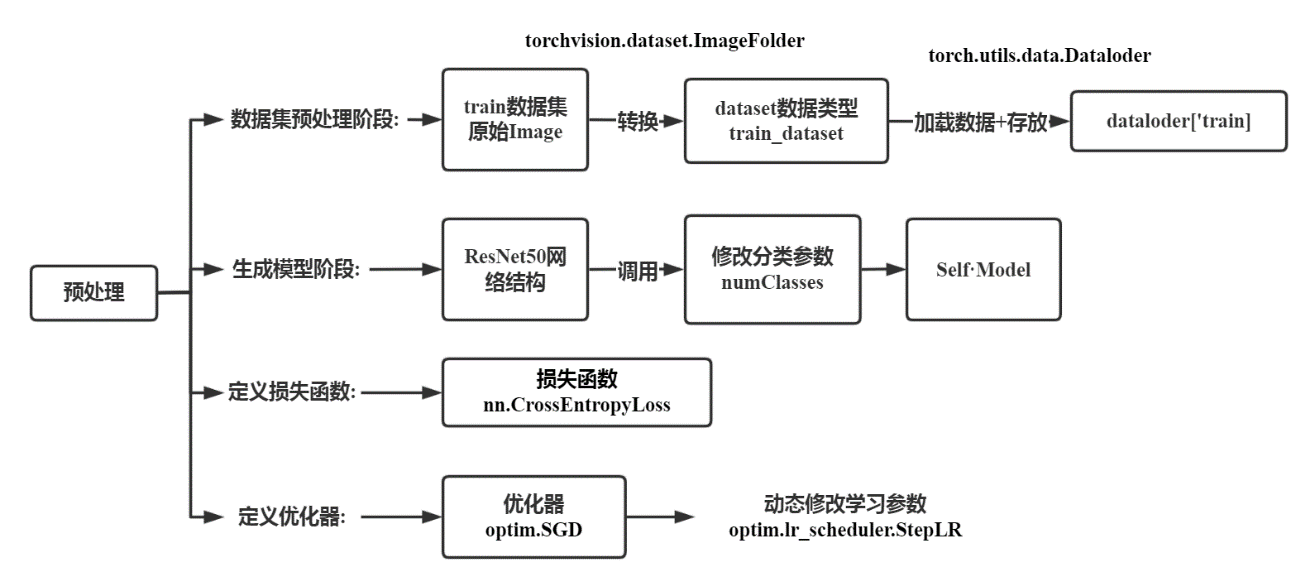 torchvision.dataset.ImageFolder
torch.utils.data.Dataloder
数据集预处理阶段:
train数据集
原始Image
转换
dataset数据类型
train_dataset
加载数据+存放
dataloder['train]
预处理
生成模型阶段:
ResNet50网
络结构
调用
修改分类参数
numClasses
Self·Model
定义损失函数:
损失函数
nn.CrossEntropyLoss
定义优化器:
优化器
optim.SGD
动态修改学习参数
optim.lr_scheduler.StepLR